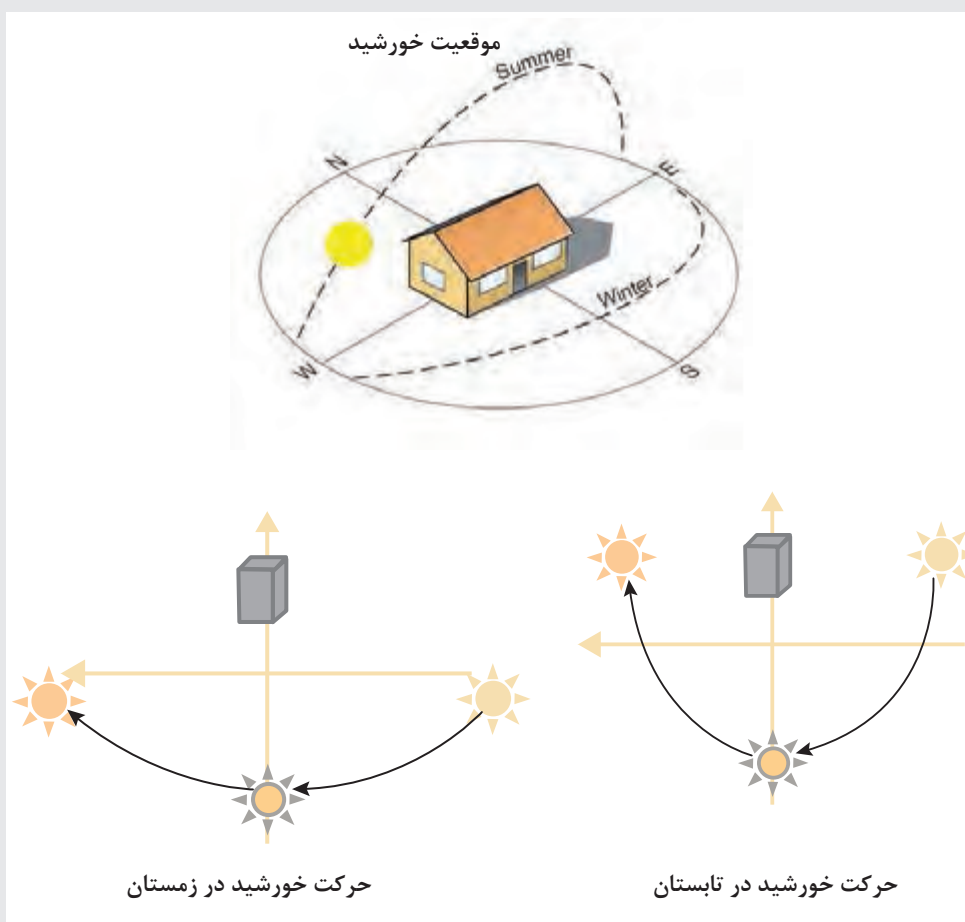 موقعیت خورشید
Summer
N
E
Winter
W
S
حرکت خورشید در تابستان
حرکت خورشید در زمستان